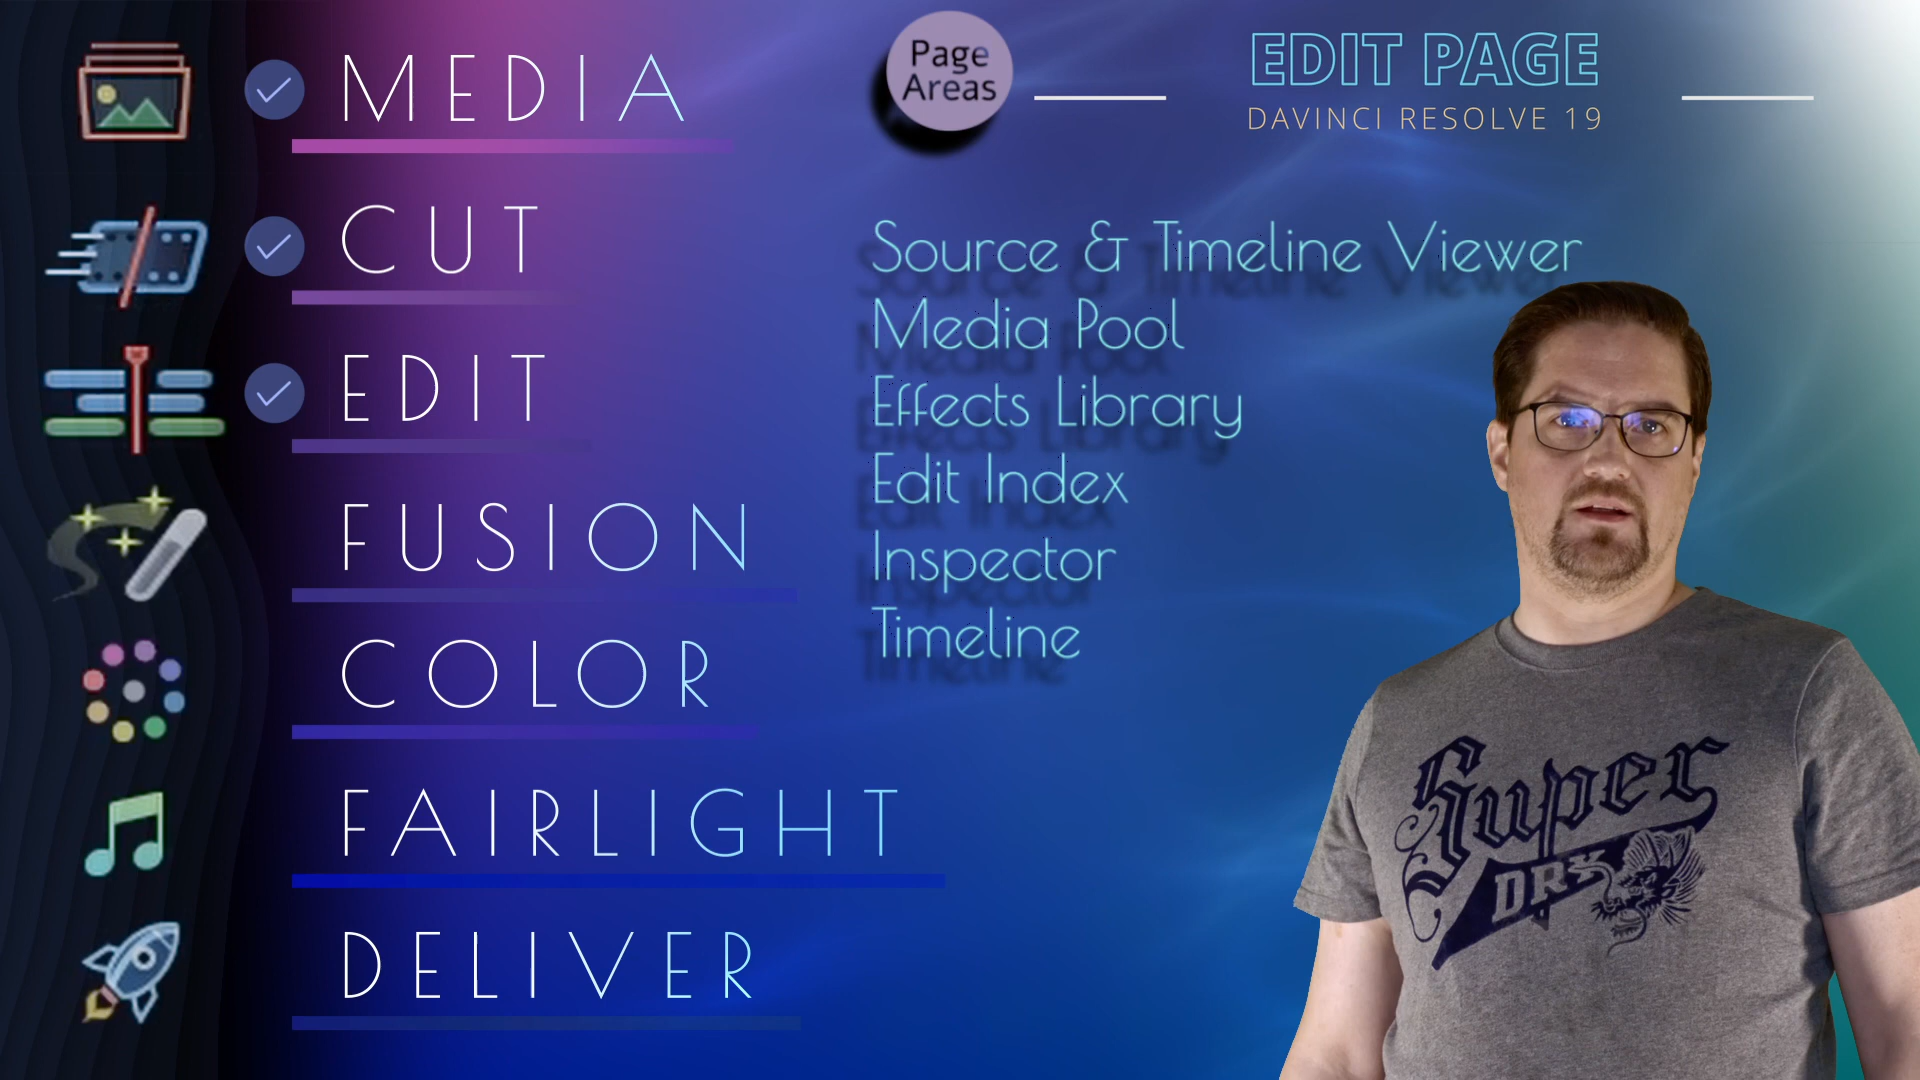 MEDIA
CUT
EDIT
FUSION
COLOR
FAIRLIGHT
DELIVER
Page
Areas
EDIT PAGE
DAVINCI RESOLVE 19
Source & Timeline Viewer
Media Pool
Effects Library
Edit Index
Inspector
Timeline
Super
DRY